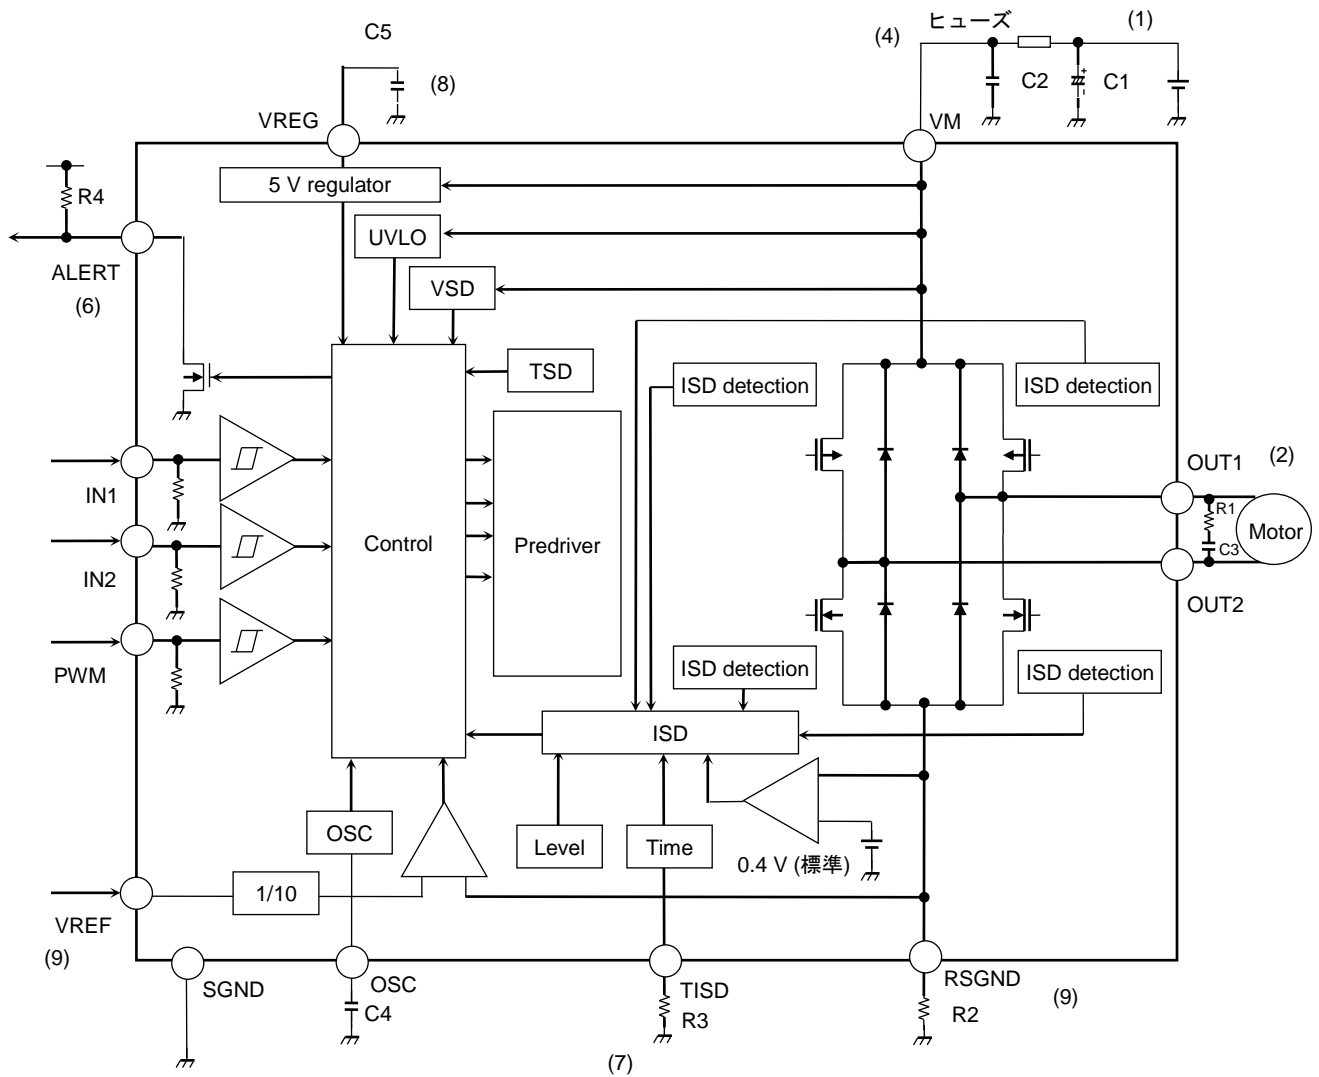 ヒューズ
(1)
C5
(4)
C2
C1
(8)
VREG
VM
5 V regulator
R4
UVLO
ALERT
VSD
(6)
TSD
ISD detection
ISD detection
OUT1
(2)
IN1
R1
Control
Predriver
Motor
C3
IN2
OUT2
PWM
ISD detection
ISD detection
ISD
OSC
Level
Time
0.4 V (標準)
1/10
VREF
(9)
SGND
OSC
TISD
RSGND
(9)
C4
R3
R2
(7)